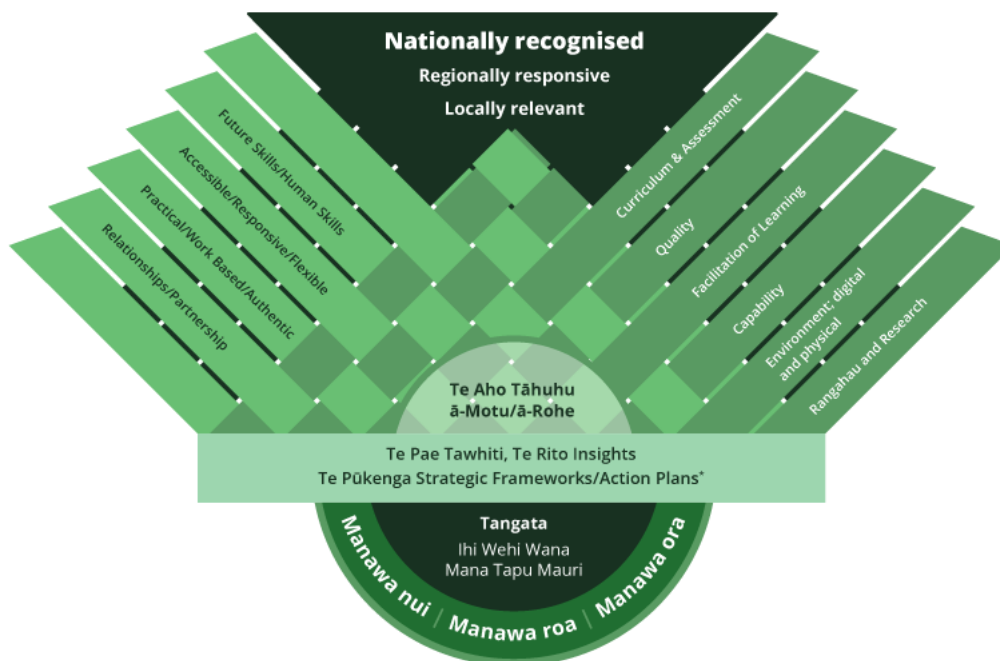 Nationally recognised
Regionally responsive
Locally relevant
Future Skills/Human Skills
Accessible/Responsive/Flexible
Practical/Work Based/Authentic
Relationships/Partnership
Curriculum & Assessment
Quality
Facilitation of Learning
Capability
Environment; digital
and physical
Rangahau and Research
Te Aho Tāhuhu
ā-Motu/ā-Rohe
Te Pae Tawhiti, Te Rito Insights
Te Pūkenga Strategic Frameworks/Action Plans*
Tangata
Ihi Wehi Wana
Mana Tapu Mauri
Manawa nui | Manawa roa | Manawa ora